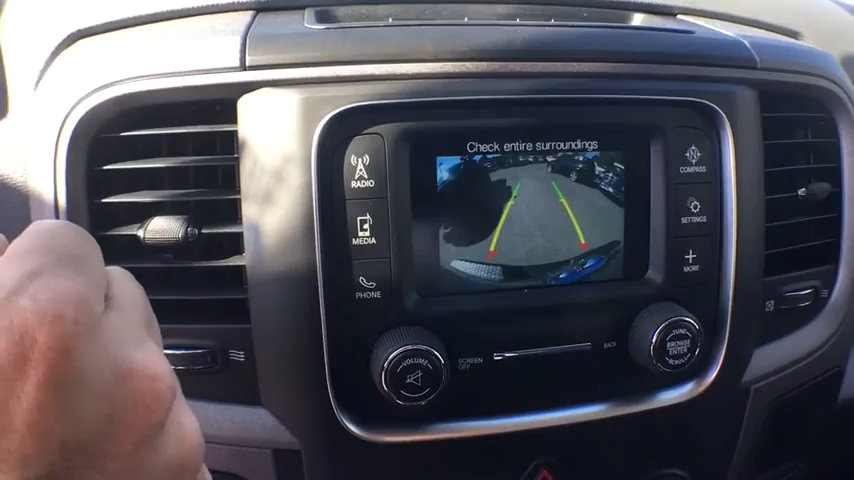 Check entire surroundings
RADIO
MEDIA
PHONE
N
COMPASS
SETTINGS
MORE
VOLUME
SCREEN
OFF
BACK
TUNE
BROWSE
ENTER
SCROLL